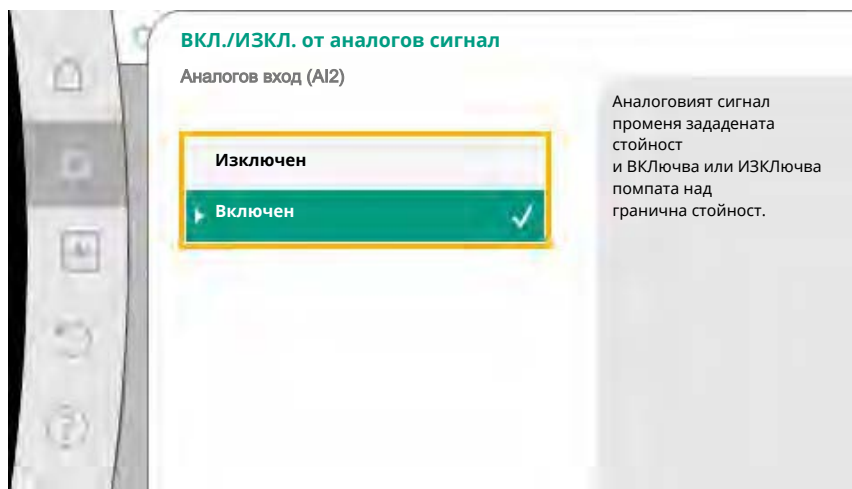 ВКЛ./ИЗКЛ. от аналогов сигнал
Аналогов вход (AI2)
Изключен
Включен
Аналоговият сигнал
променя зададената
стойност
и ВКЛючва или ИЗКЛючва
помпата над
гранична стойност.